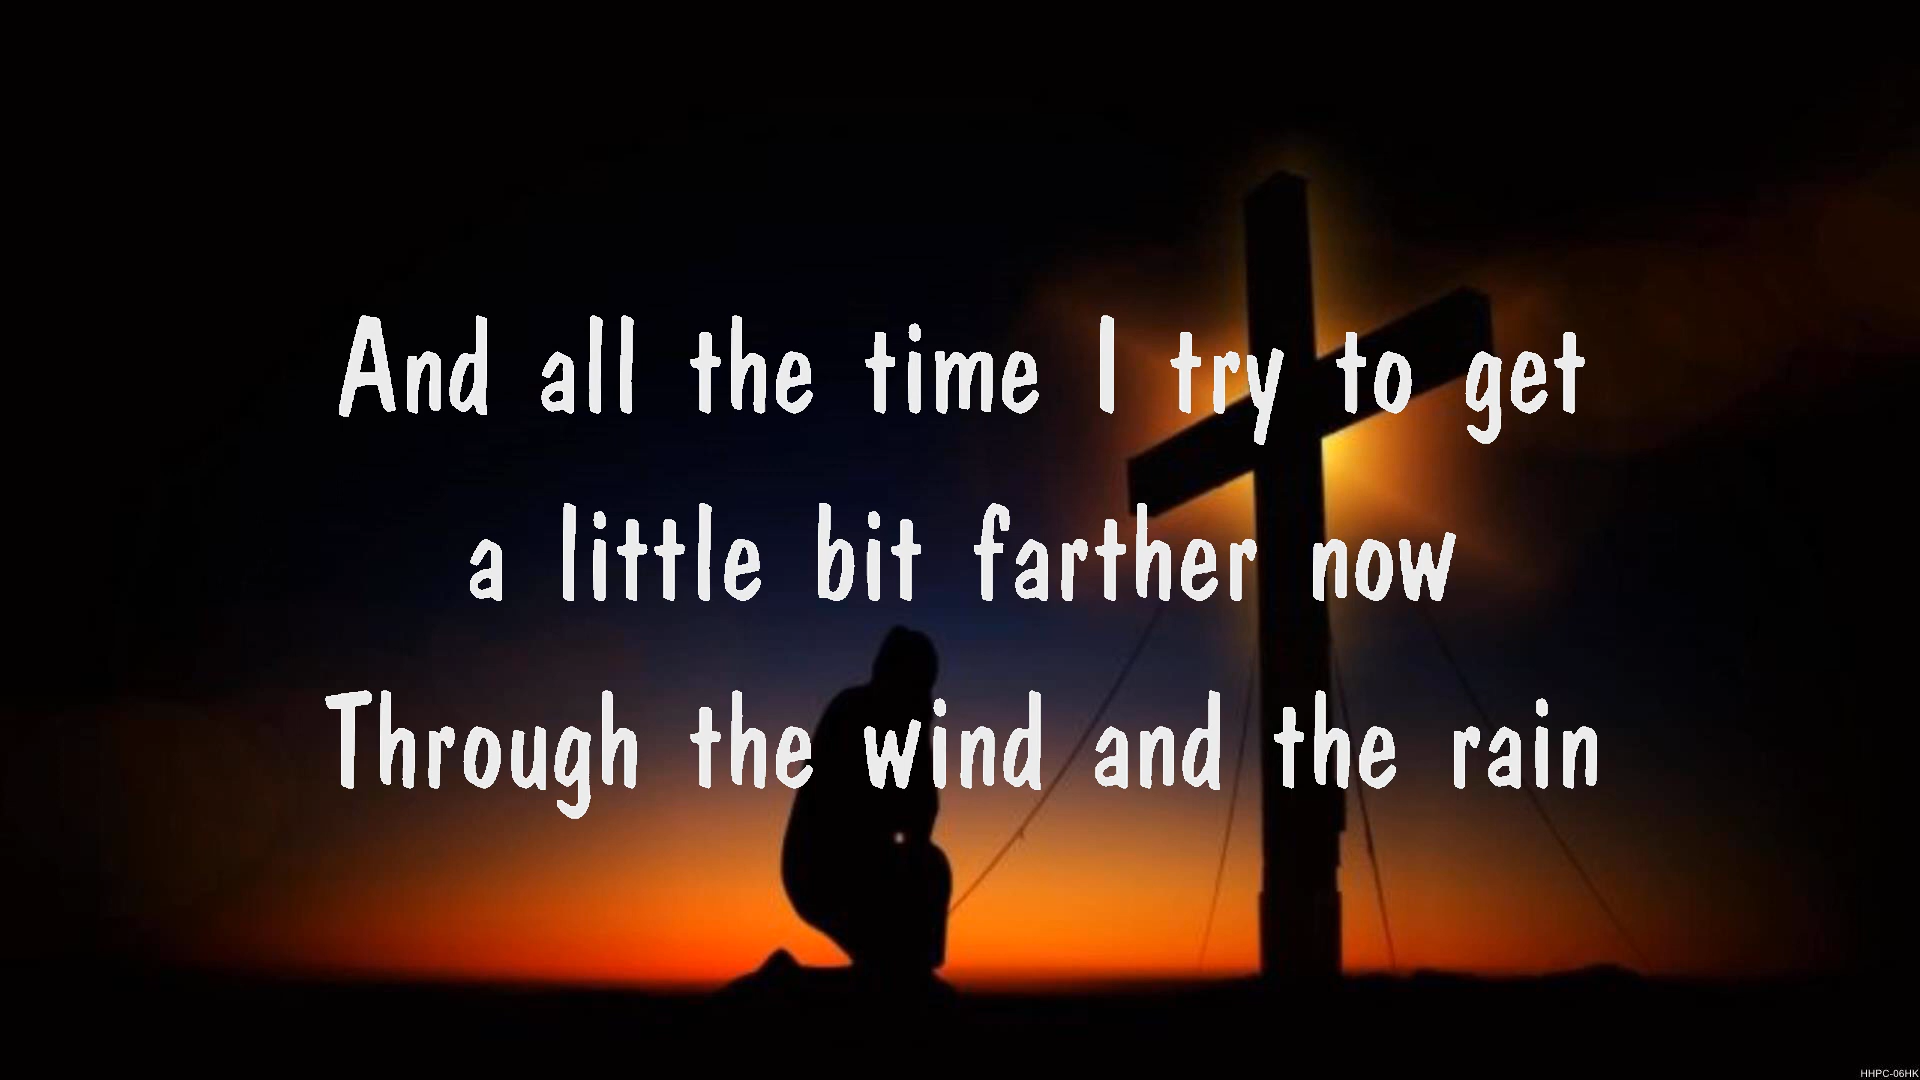 And all the time I try to get
a little bit farther now
Through the wind and the rain
HHPC-06HK